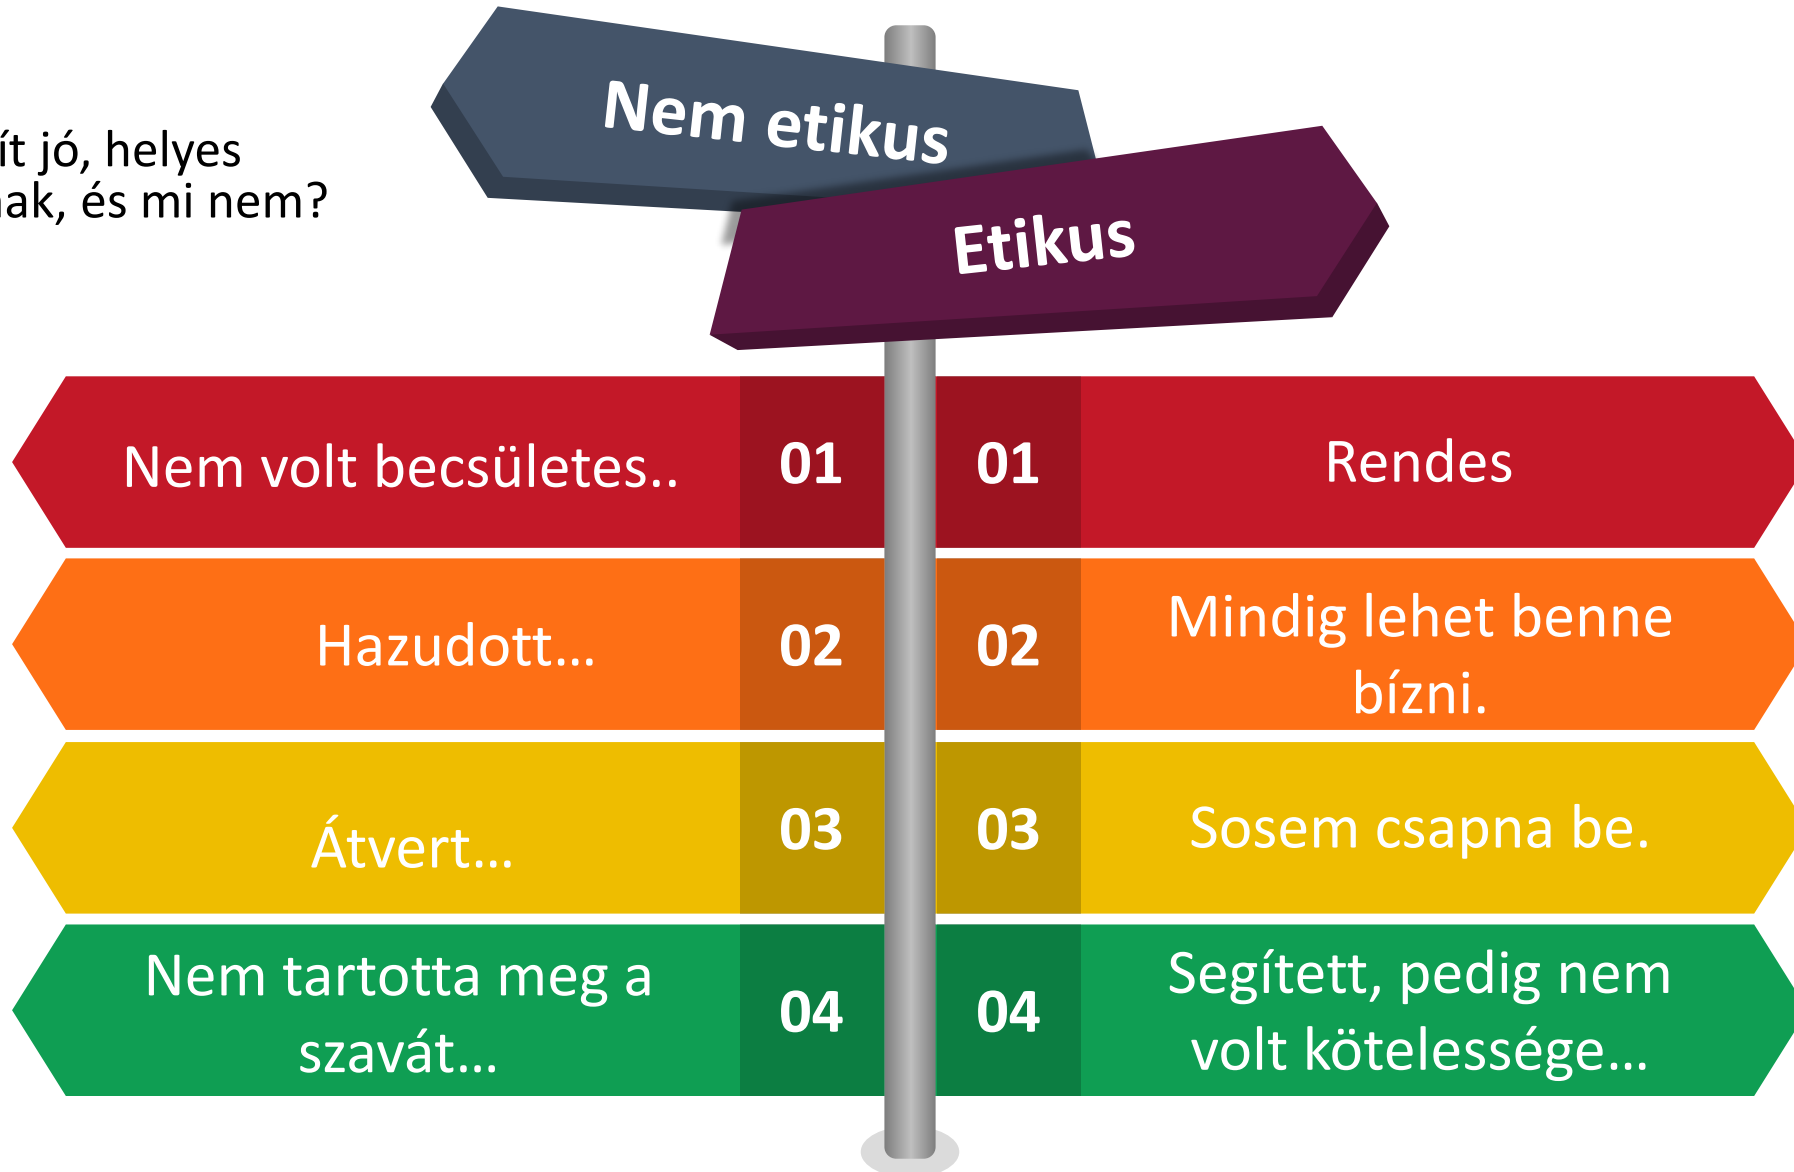 ít jó, helyes
ak, és mi nem?
Nem etikus
Etikus
Nem volt becsületes..
01
01
Rendes
Hazudott...
02
02
Mindig lehet benne
bízni.
Átvert...
03
03
Sosem csapna be.
Nem tartotta meg a
szavát...
04
04
Segített, pedig nem
volt kötelessége...